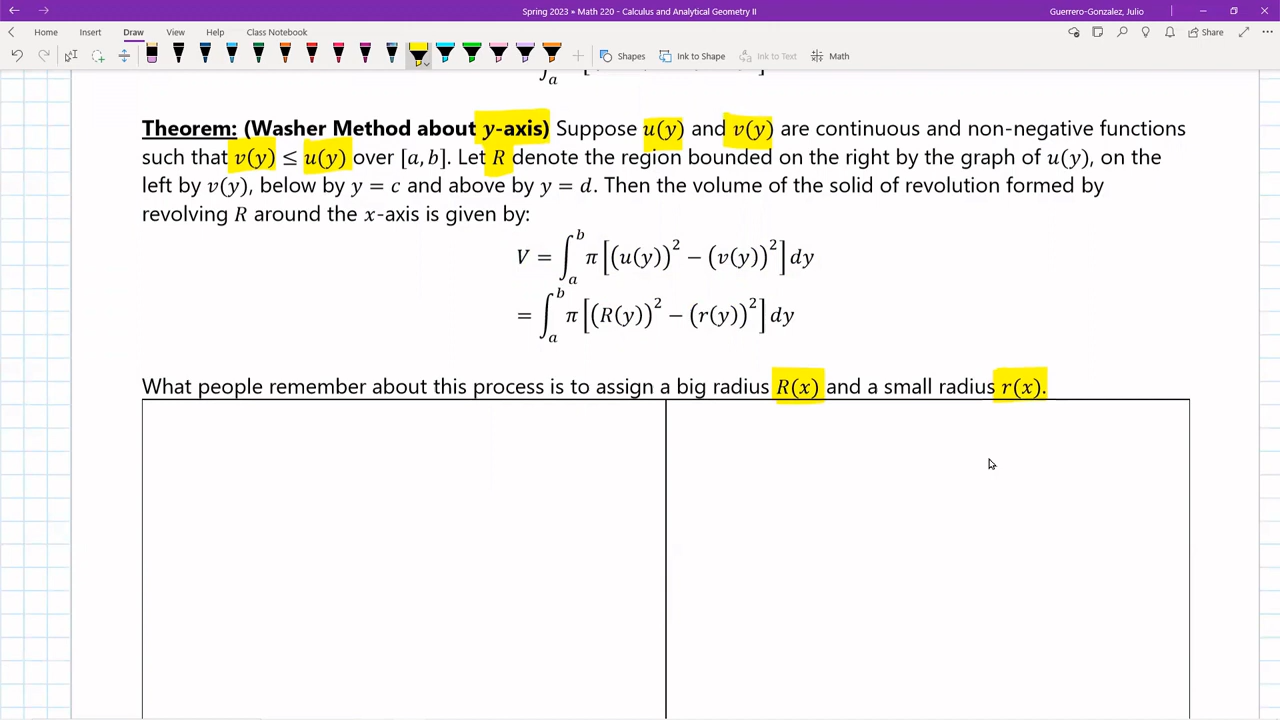 Spring 2023 » Math 220 - Calculus and Analytical Geometry II
Guerrero-Gonzalez, Julio
Home Insert Draw View Help Class Notebook
Share
Shapes Ink to Shape Ink to Text Math
Theorem: (Washer Method about y-axis) Suppose u(y) and v(y) are continuous and non-negative functions
such that v(y) ≤ u(y) over [a, b]. Let R denote the region bounded on the right by the graph of u(y), on the
left by v(y), below by y = c and above by y = d. Then the volume of the solid of revolution formed by
revolving R around the x-axis is given by:
V = ∫_a^b π[(u(y))² − (v(y))²] dy
= ∫_a^b π[(R(y))² − (r(y))²] dy
What people remember about this process is to assign a big radius R(x) and a small radius r(x).